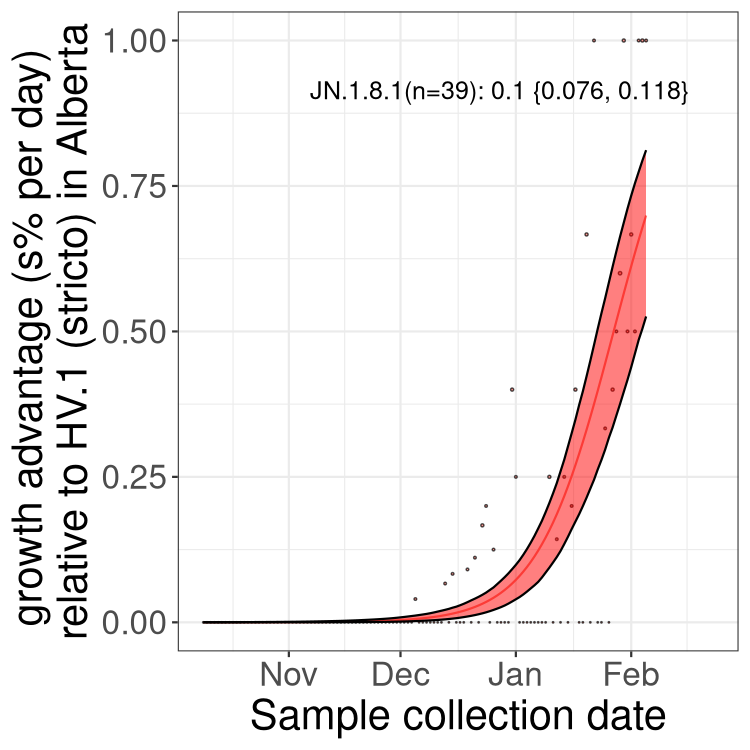 growth advantage (s% per day)
relative to HV.1 (stricto) in Alberta
1.00
0.75
0.50
0.25
0.00
JN.1.8.1(n=39): 0.1 {0.076, 0.118}
Nov Dec Jan Feb
Sample collection date